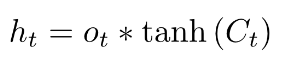 h_t = o_t * tanh (C_t)